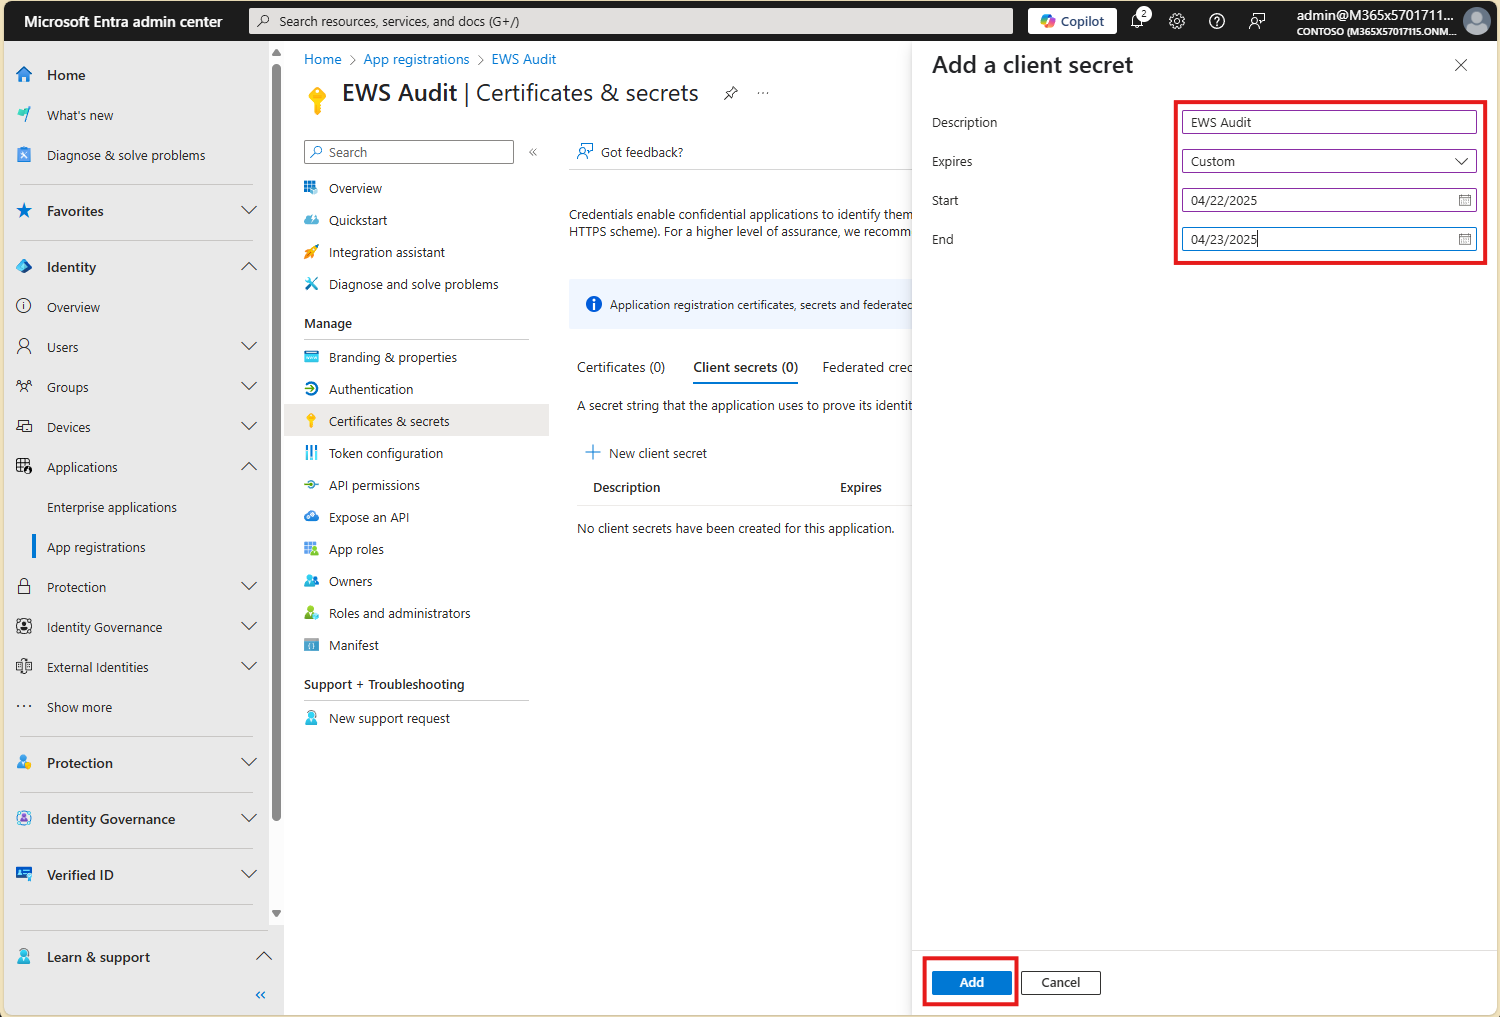 Microsoft Entra admin center
Search resources, services, and docs (G+/)
Copilot
2
admin@M365x5701711...
CONTOSO (M365X57017115.ONM...
Home
What's new
Diagnose & solve problems
Favorites
Identity
Overview
Users
Groups
Devices
Applications
Enterprise applications
App registrations
Protection
Identity Governance
External Identities
Show more
Protection
Identity Governance
Verified ID
Learn & support
Home > App registrations > EWS Audit
EWS Audit | Certificates & secrets
Search
Overview
Quickstart
Integration assistant
Diagnose and solve problems
Manage
Branding & properties
Authentication
Certificates & secrets
Token configuration
API permissions
Expose an API
App roles
Owners
Roles and administrators
Manifest
Support + Troubleshooting
New support request
Got feedback?
Credentials enable confidential applications to identify them
HTTPS scheme). For a higher level of assurance, we recomm
Application registration certificates, secrets and federated
Certificates (0) Client secrets (0) Federated cred
A secret string that the application uses to prove its identit
New client secret
Description Expires
No client secrets have been created for this application.
Add a client secret
Description EWS Audit
Expires Custom
Start 04/22/2025
End 04/23/2025
Add Cancel